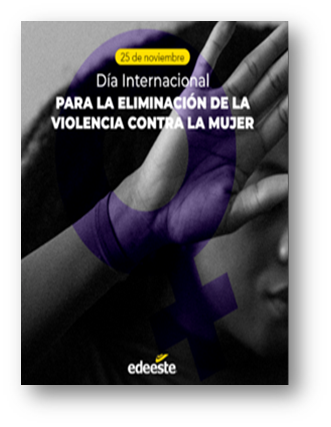 25 de noviembre
Día Internacional
PARA LA ELIMINACIÓN DE LA
VIOLENCIA CONTRA LA MUJER
edeeste